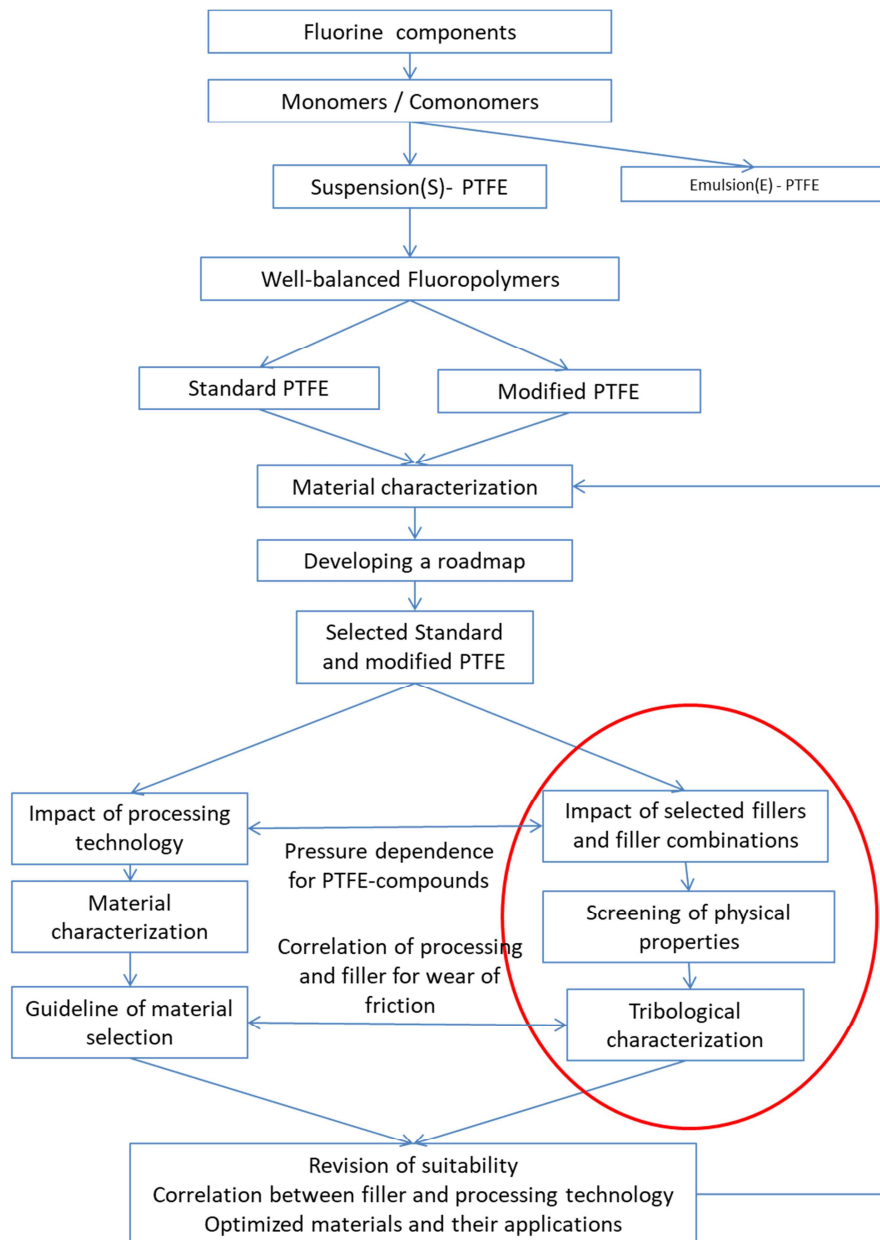 Fluorine components
Monomers / Comonomers
Suspension(S)- PTFE
Emulsion(E) - PTFE
Well-balanced Fluoropolymers
Standard PTFE
Modified PTFE
Material characterization
Developing a roadmap
Selected Standard
and modified PTFE
Impact of processing
technology
Impact of selected fillers
and filler combinations
Pressure dependence
for PTFE-compounds
Material
characterization
Screening of physical
properties
Correlation of processing
and filler for wear of
friction
Guideline of material
selection
Tribological
characterization
Revision of suitability
Correlation between filler and processing technology
Optimized materials and their applications